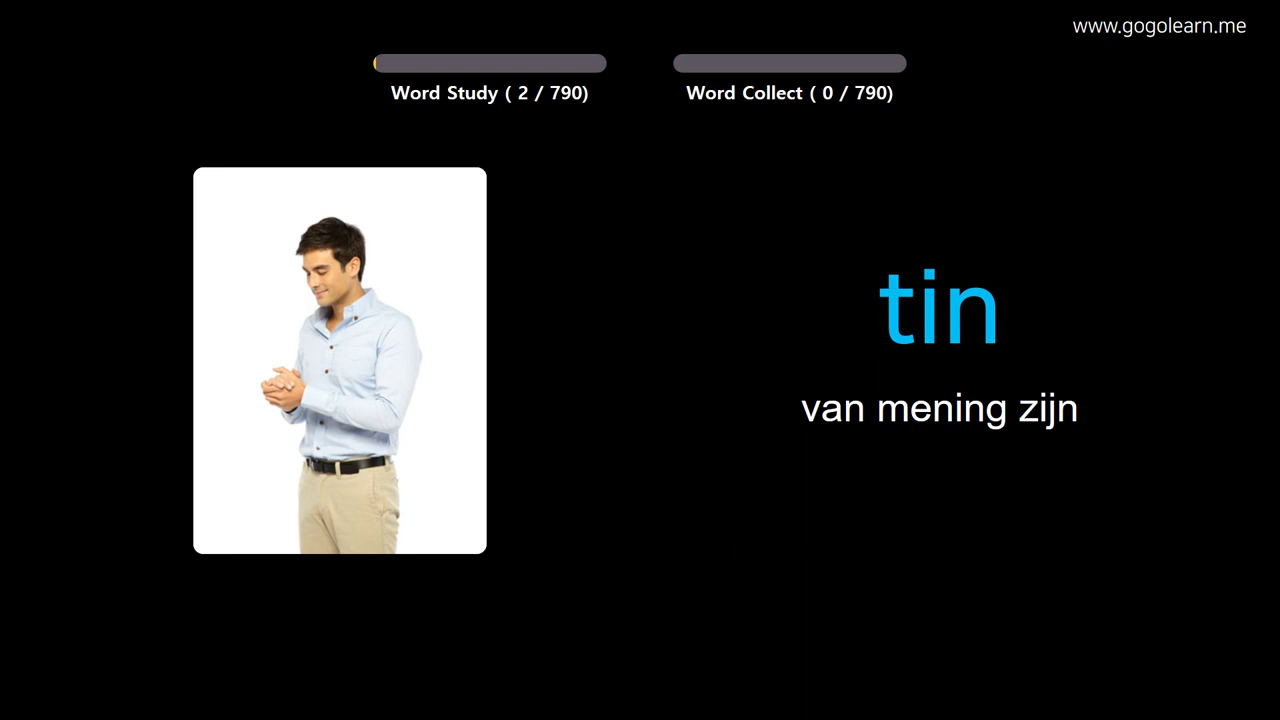 www.gogolearn.me
Word Study ( 2 / 790)
Word Collect ( 0 / 790)
tin
van mening zijn